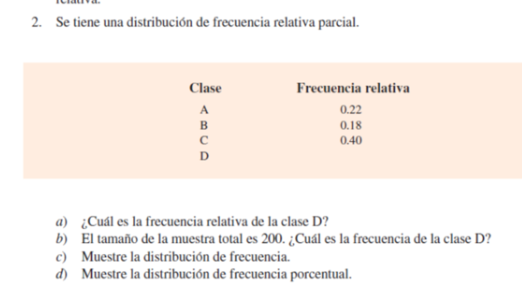 2. Se tiene una distribución de frecuencia relativa parcial.
Clase Frecuencia relativa
A 0.22
B 0.18
C 0.40
D
a) ¿Cuál es la frecuencia relativa de la clase D?
b) El tamaño de la muestra total es 200. ¿Cuál es la frecuencia de la clase D?
c) Muestre la distribución de frecuencia.
d) Muestre la distribución de frecuencia porcentual.